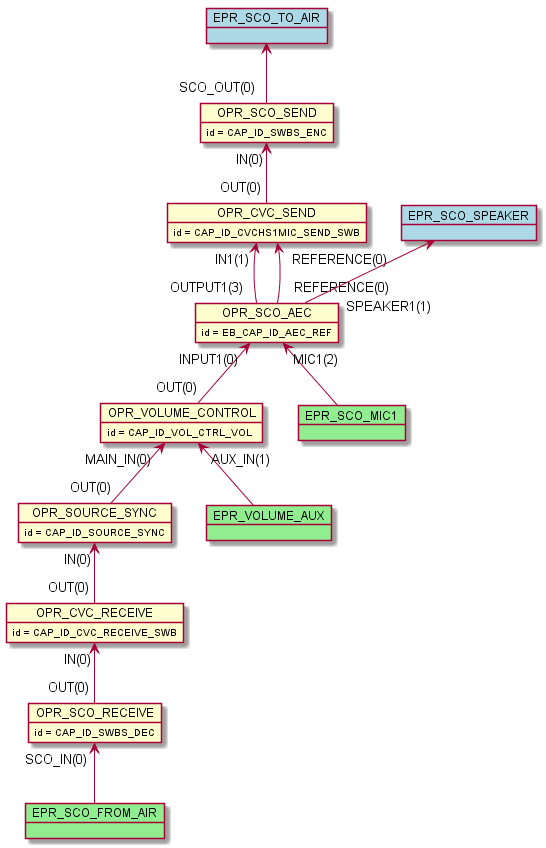 EPR_SCO_TO_AIR
SCO_OUT(0)
OPR_SCO_SEND
id = CAP_ID_SWBS_ENC
IN(0)
OUT(0)
OPR_CVC_SEND
id = CAP_ID_CVCHS1MIC_SEND_SWB
EPR_SCO_SPEAKER
IN1(1)
REFERENCE(0)
OUTPUT1(3)
REFERENCE(0)
SPEAKER1(1)
OPR_SCO_AEC
id = EB_CAP_ID_AEC_REF
INPUT1(0)
MIC1(2)
OUT(0)
OPR_VOLUME_CONTROL
id = CAP_ID_VOL_CTRL_VOL
EPR_SCO_MIC1
MAIN_IN(0)
AUX_IN(1)
OUT(0)
OPR_SOURCE_SYNC
id = CAP_ID_SOURCE_SYNC
EPR_VOLUME_AUX
IN(0)
OUT(0)
OPR_CVC_RECEIVE
id = CAP_ID_CVC_RECEIVE_SWB
IN(0)
OUT(0)
OPR_SCO_RECEIVE
id = CAP_ID_SWBS_DEC
SCO_IN(0)
EPR_SCO_FROM_AIR